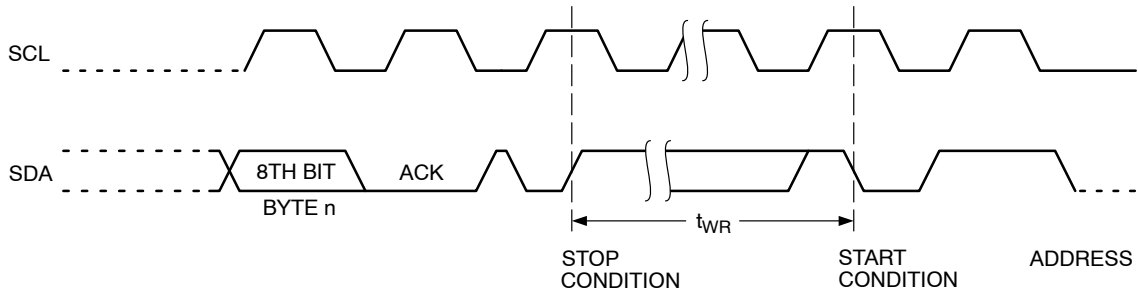 SCL
SDA
8TH BIT
ACK
BYTE n
tWR
STOP
CONDITION
START
CONDITION
ADDRESS